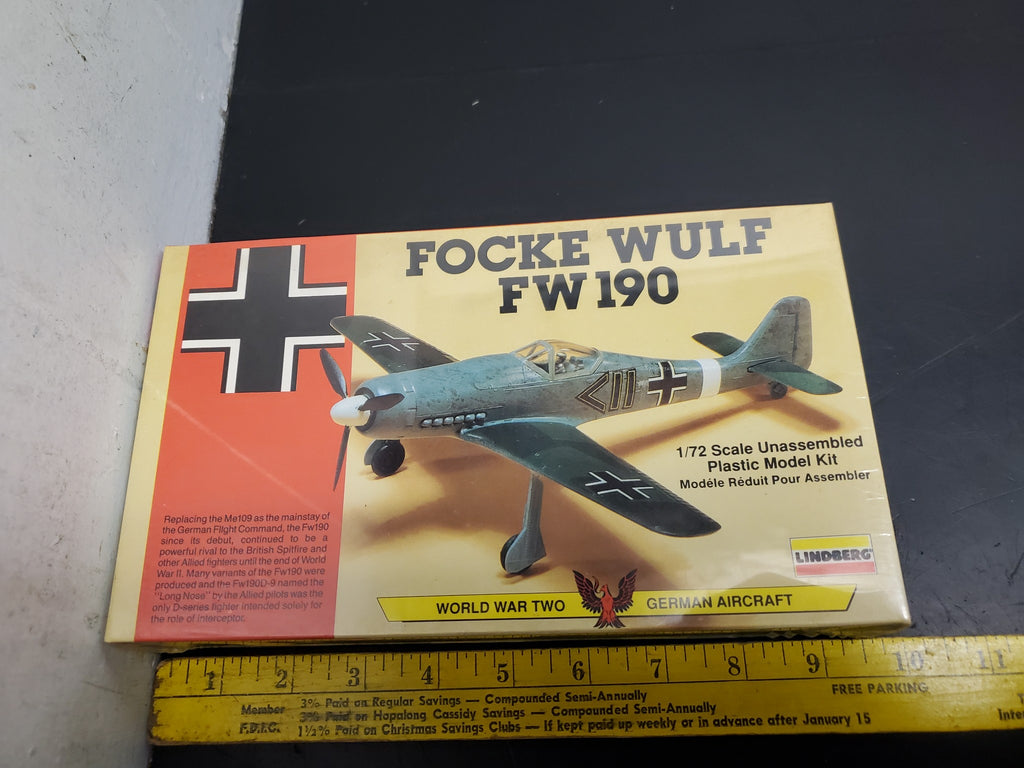 FOCKE WULF
FW 190
1/72 Scale Unassembled
Plastic Model Kit
Modéle Réduit Pour Assembler
Replacing the Me109 as the mainstay of
the German Flight Command, the Fw190
since its debut, continued to be a
powerful rival to the British Spitfire and
other Allied fighters until the end of World
War II. Many variants of the Fw190 were
produced and the Fw190D-9 named the
"Long Nose" by the Allied pilots was the
only D-series fighter intended solely for
the role of interceptor.
LINDBERG
WORLD WAR TWO GERMAN AIRCRAFT
1 2 3 4 5 6 7 8 9 10 11
FREE PARKING
Member
F.D.I.C.
3% Paid on Regular Savings — Compounded Semi-Annually
3% Paid on Hopalong Cassidy Savings — Compounded Semi-Annually
1½% Paid on Christmas Savings Clubs — If kept paid up weekly or in advance after January 15